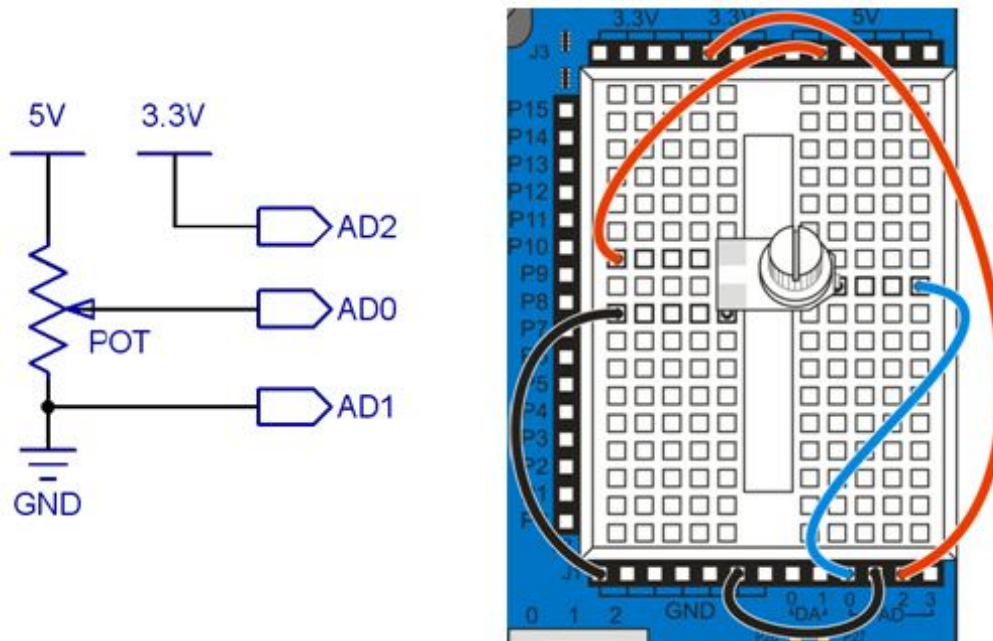 5V
3.3V
AD2
AD0
POT
AD1
GND
3.3V 3.3V 5V
J3
P15
P14
P13
P12
P11
P10
P9
P8
P7
P5
P4
P3
P2
0 1 2 GND 0 1 DA 0 2 3 AD